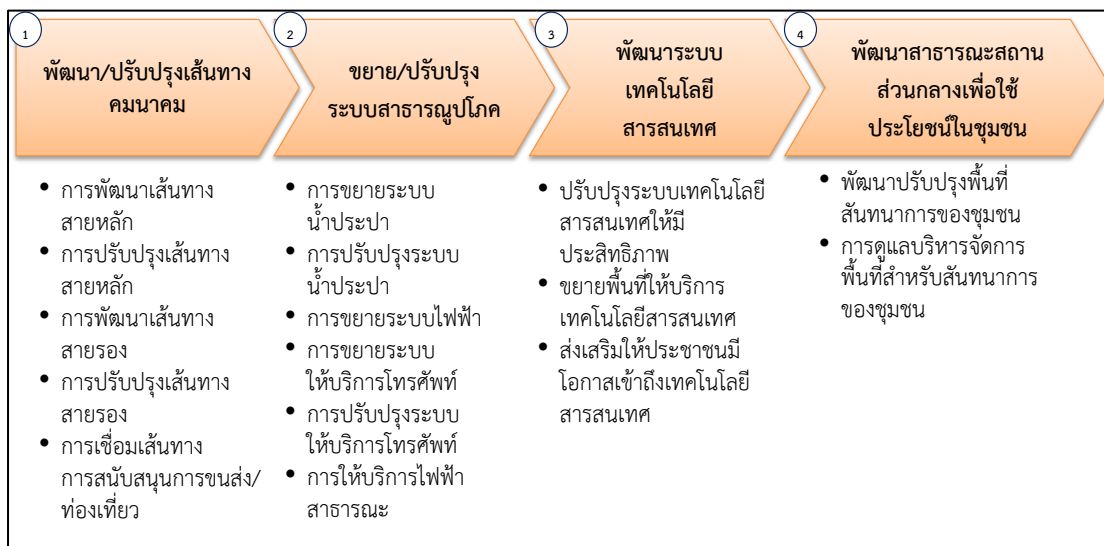 1
พัฒนา/ปรับปรุงเส้นทาง
คมนาคม
• การพัฒนาเส้นทาง
สายหลัก
• การปรับปรุงเส้นทาง
สายหลัก
• การพัฒนาเส้นทาง
สายรอง
• การปรับปรุงเส้นทาง
สายรอง
• การเชื่อมเส้นทาง
การสนับสนุนการขนส่ง/
ท่องเที่ยว
2
ขยาย/ปรับปรุง
ระบบสาธารณูปโภค
• การขยายระบบ
น้ำประปา
• การปรับปรุงระบบ
น้ำประปา
• การขยายระบบไฟฟ้า
• การขยายระบบ
ให้บริการโทรศัพท์
• การปรับปรุงระบบ
ให้บริการโทรศัพท์
• การให้บริการไฟฟ้า
สาธารณะ
3
พัฒนาระบบ
เทคโนโลยี
สารสนเทศ
• ปรับปรุงระบบเทคโนโลยี
สารสนเทศให้มี
ประสิทธิภาพ
• ขยายพื้นที่ให้บริการ
เทคโนโลยีสารสนเทศ
• ส่งเสริมให้ประชาชนมี
โอกาสเข้าถึงเทคโนโลยี
สารสนเทศ
4
พัฒนาสาธารณะสถาน
ส่วนกลางเพื่อใช้
ประโยชน์ในชุมชน
• พัฒนาปรับปรุงพื้นที่
สันทนาการของชุมชน
• การดูแลบริหารจัดการ
พื้นที่สำหรับสันทนาการ
ของชุมชน